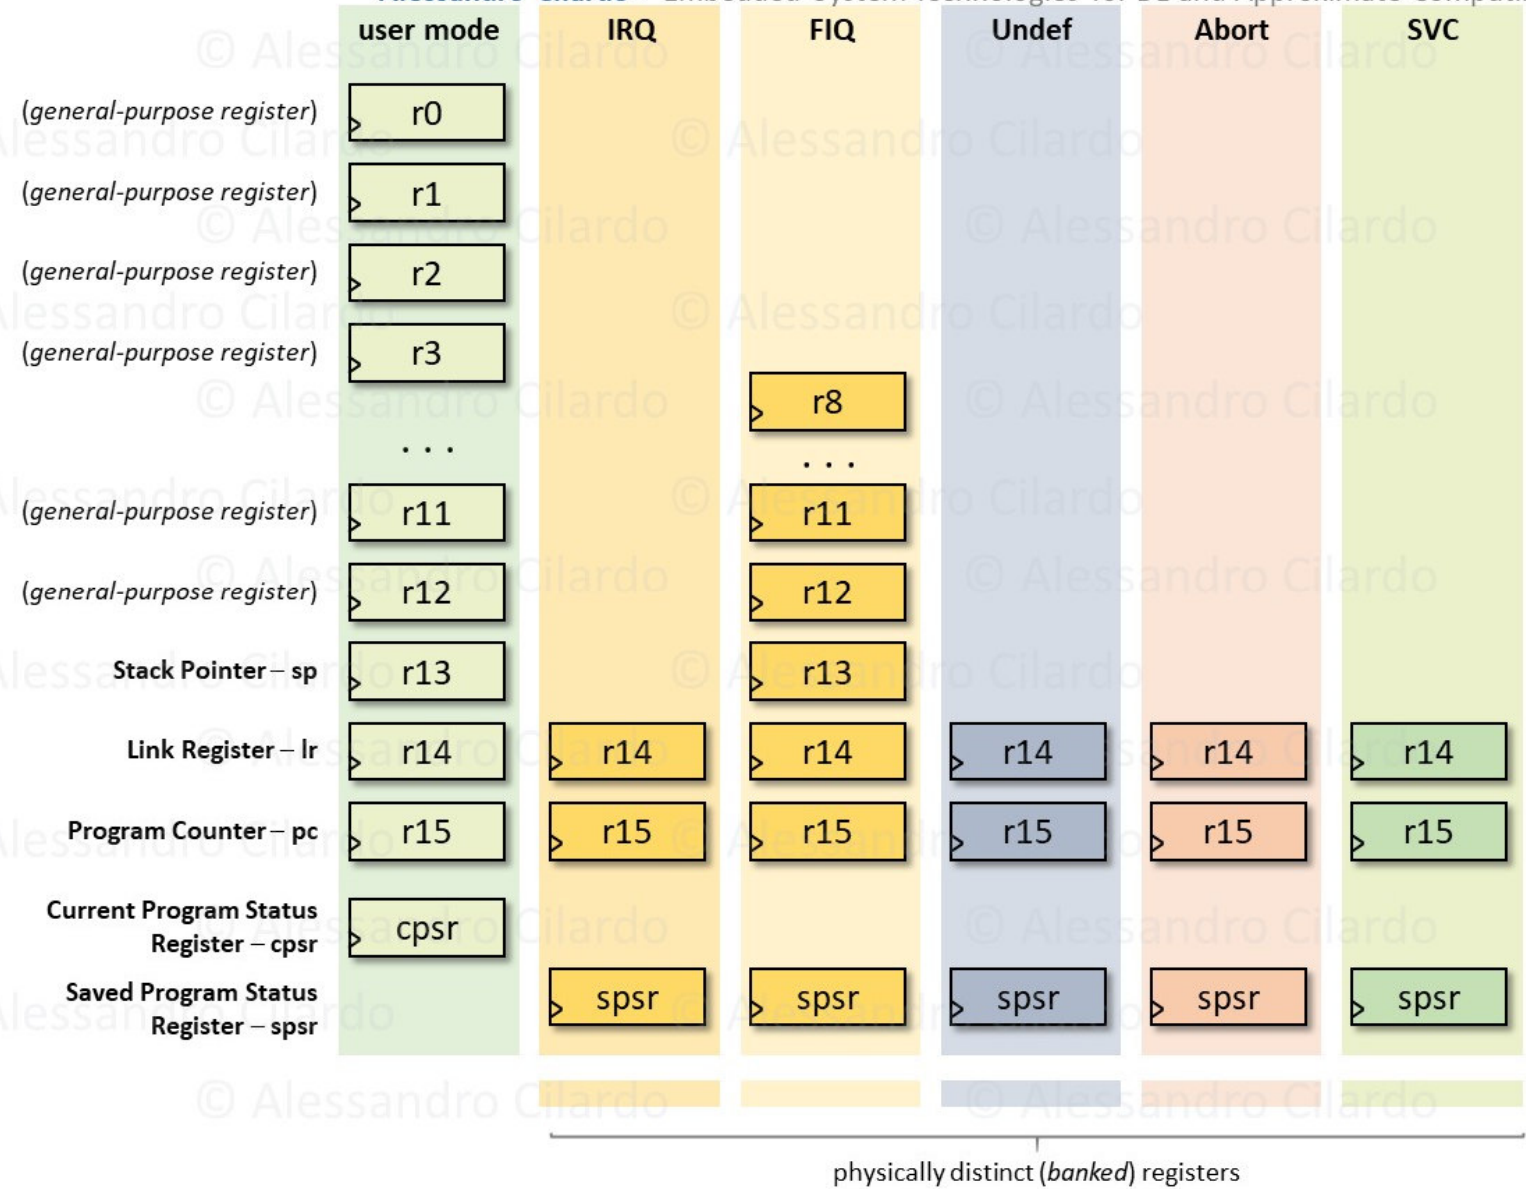 user mode IRQ FIQ Undef Abort SVC
(general-purpose register) r0
(general-purpose register) r1
(general-purpose register) r2
(general-purpose register) r3
r8
. . .
. . .
(general-purpose register) r11 r11
(general-purpose register) r12 r12
Stack Pointer – sp r13 r13
Link Register – lr r14 r14 r14 r14 r14 r14
Program Counter – pc r15 r15 r15 r15 r15 r15
Current Program Status
Register – cpsr cpsr
Saved Program Status
Register – spsr spsr spsr spsr spsr spsr
physically distinct (banked) registers
© Alessandro Cilardo